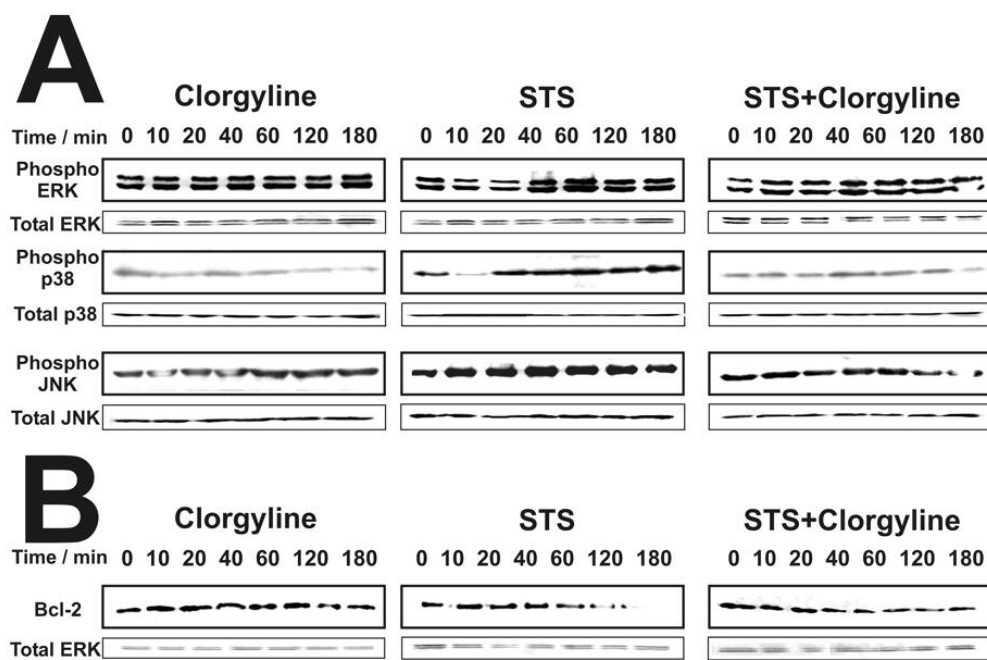 A
Clorgyline STS STS+Clorgyline
Time / min 0 10 20 40 60 120 180 0 10 20 40 60 120 180 0 10 20 40 60 120 180
Phospho
ERK
Total ERK
Phospho
p38
Total p38
Phospho
JNK
Total JNK
B
Clorgyline STS STS+Clorgyline
Time / min 0 10 20 40 60 120 180 0 10 20 40 60 120 180 0 10 20 40 60 120 180
Bcl-2
Total ERK